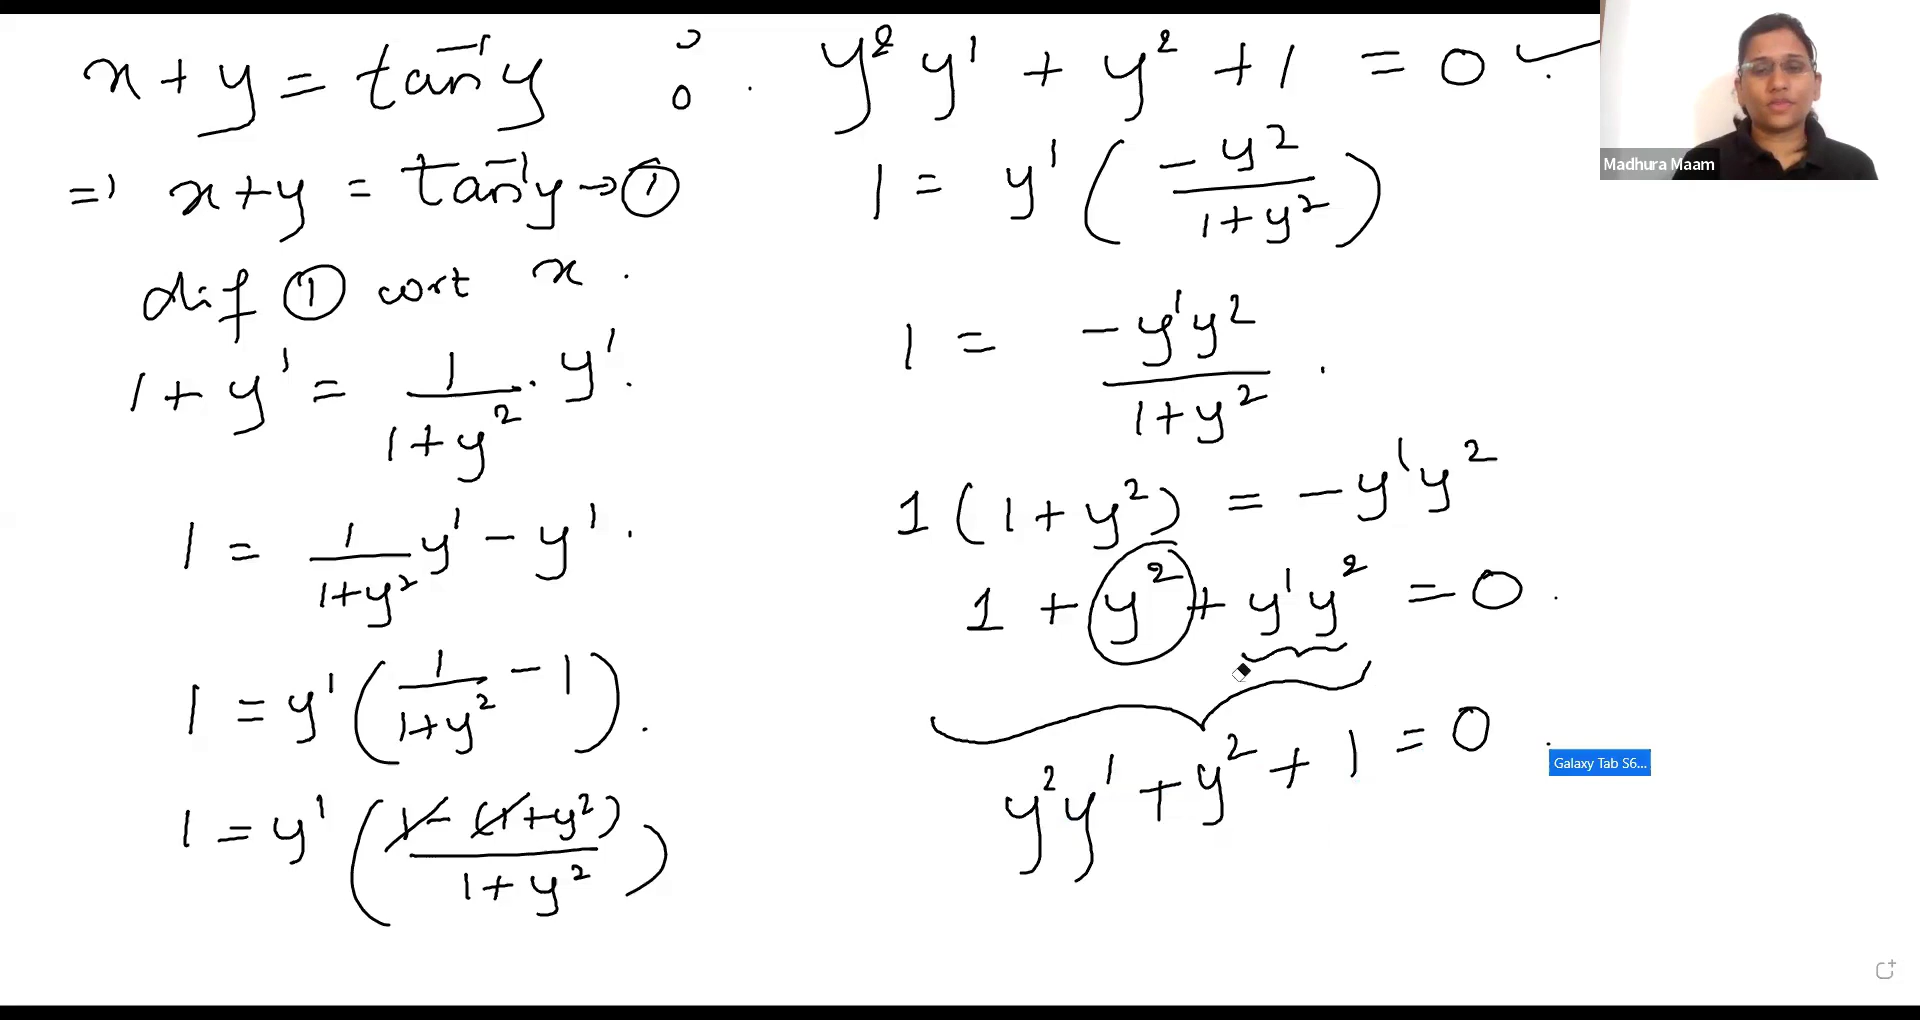 x + y = tan⁻¹y : y²y' + y² + 1 = 0
=> x + y = tan⁻¹y → ①
dif ① wrt x.
1 + y' = 1/(1+y²) · y'.
1 = 1/(1+y²) y' - y'.
1 = y' (1/(1+y²) - 1).
1 = y' ((1 - (1+y²))/(1+y²))
1 = y' (-y²/(1+y²))
1 = -y'y²/(1+y²).
1(1+y²) = -y'y²
1 + y² + y'y² = 0.
y²y' + y² + 1 = 0.
Madhura Maam
Galaxy Tab S6...